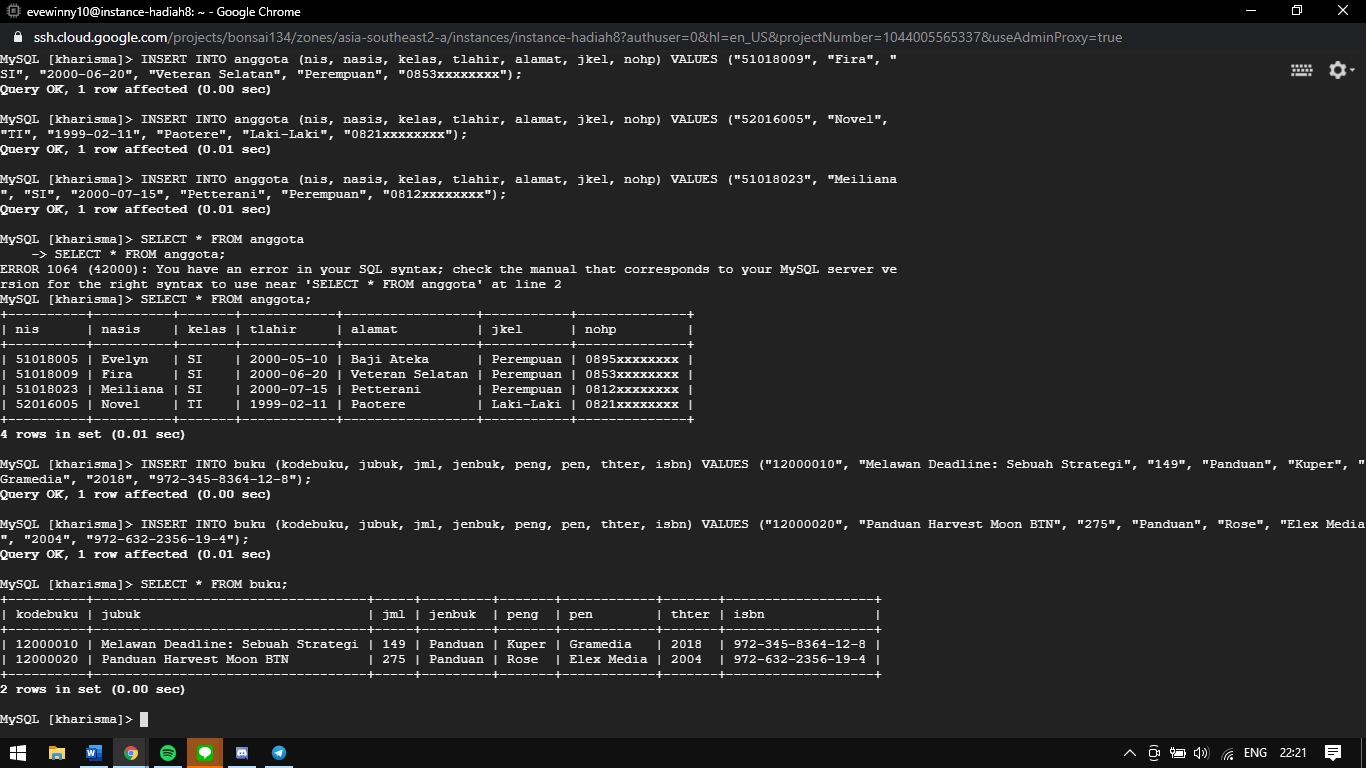 evewinny10@instance-hadiah8: ~ - Google Chrome
ssh.cloud.google.com/projects/bonsai134/zones/asia-southeast2-a/instances/instance-hadiah8?authuser=0&hl=en_US&projectNumber=1044005565337&useAdminProxy=true
MySQL [kharisma]> INSERT INTO anggota (nis, nasis, kelas, tlahir, alamat, jkel, nohp) VALUES ("51018009", "Fira", "
SI", "2000-06-20", "Veteran Selatan", "Perempuan", "0853xxxxxxxx");
Query OK, 1 row affected (0.00 sec)
MySQL [kharisma]> INSERT INTO anggota (nis, nasis, kelas, tlahir, alamat, jkel, nohp) VALUES ("52016005", "Novel",
"TI", "1999-02-11", "Paotere", "Laki-Laki", "0821xxxxxxxx");
Query OK, 1 row affected (0.01 sec)
MySQL [kharisma]> INSERT INTO anggota (nis, nasis, kelas, tlahir, alamat, jkel, nohp) VALUES ("51018023", "Meiliana
", "SI", "2000-07-15", "Petterani", "Perempuan", "0812xxxxxxxx");
Query OK, 1 row affected (0.01 sec)
MySQL [kharisma]> SELECT * FROM anggota
    -> SELECT * FROM anggota;
ERROR 1064 (42000): You have an error in your SQL syntax; check the manual that corresponds to your MySQL server ve
rsion for the right syntax to use near 'SELECT * FROM anggota' at line 2
MySQL [kharisma]> SELECT * FROM anggota;
+----------+----------+-------+------------+-----------------+-----------+--------------+
| nis      | nasis    | kelas | tlahir     | alamat          | jkel      | nohp         |
+----------+----------+-------+------------+-----------------+-----------+--------------+
| 51018005 | Evelyn   | SI    | 2000-05-10 | Baji Ateka      | Perempuan | 0895xxxxxxxx |
| 51018009 | Fira     | SI    | 2000-06-20 | Veteran Selatan | Perempuan | 0853xxxxxxxx |
| 51018023 | Meiliana | SI    | 2000-07-15 | Petterani       | Perempuan | 0812xxxxxxxx |
| 52016005 | Novel    | TI    | 1999-02-11 | Paotere         | Laki-Laki | 0821xxxxxxxx |
+----------+----------+-------+------------+-----------------+-----------+--------------+
4 rows in set (0.01 sec)
MySQL [kharisma]> INSERT INTO buku (kodebuku, jubuk, jml, jenbuk, peng, pen, thter, isbn) VALUES ("12000010", "Melawan Deadline: Sebuah Strategi", "149", "Panduan", "Kuper", "
Gramedia", "2018", "972-345-8364-12-8");
Query OK, 1 row affected (0.00 sec)
MySQL [kharisma]> INSERT INTO buku (kodebuku, jubuk, jml, jenbuk, peng, pen, thter, isbn) VALUES ("12000020", "Panduan Harvest Moon BTN", "275", "Panduan", "Rose", "Elex Media
", "2004", "972-632-2356-19-4");
Query OK, 1 row affected (0.01 sec)
MySQL [kharisma]> SELECT * FROM buku;
+----------+-----------------------------------+-----+---------+-------+------------+-------+-------------------+
| kodebuku | jubuk                             | jml | jenbuk  | peng  | pen        | thter | isbn              |
+----------+-----------------------------------+-----+---------+-------+------------+-------+-------------------+
| 12000010 | Melawan Deadline: Sebuah Strategi | 149 | Panduan | Kuper | Gramedia   | 2018  | 972-345-8364-12-8 |
| 12000020 | Panduan Harvest Moon BTN          | 275 | Panduan | Rose  | Elex Media | 2004  | 972-632-2356-19-4 |
+----------+-----------------------------------+-----+---------+-------+------------+-------+-------------------+
2 rows in set (0.00 sec)
MySQL [kharisma]>
ENG 22:21